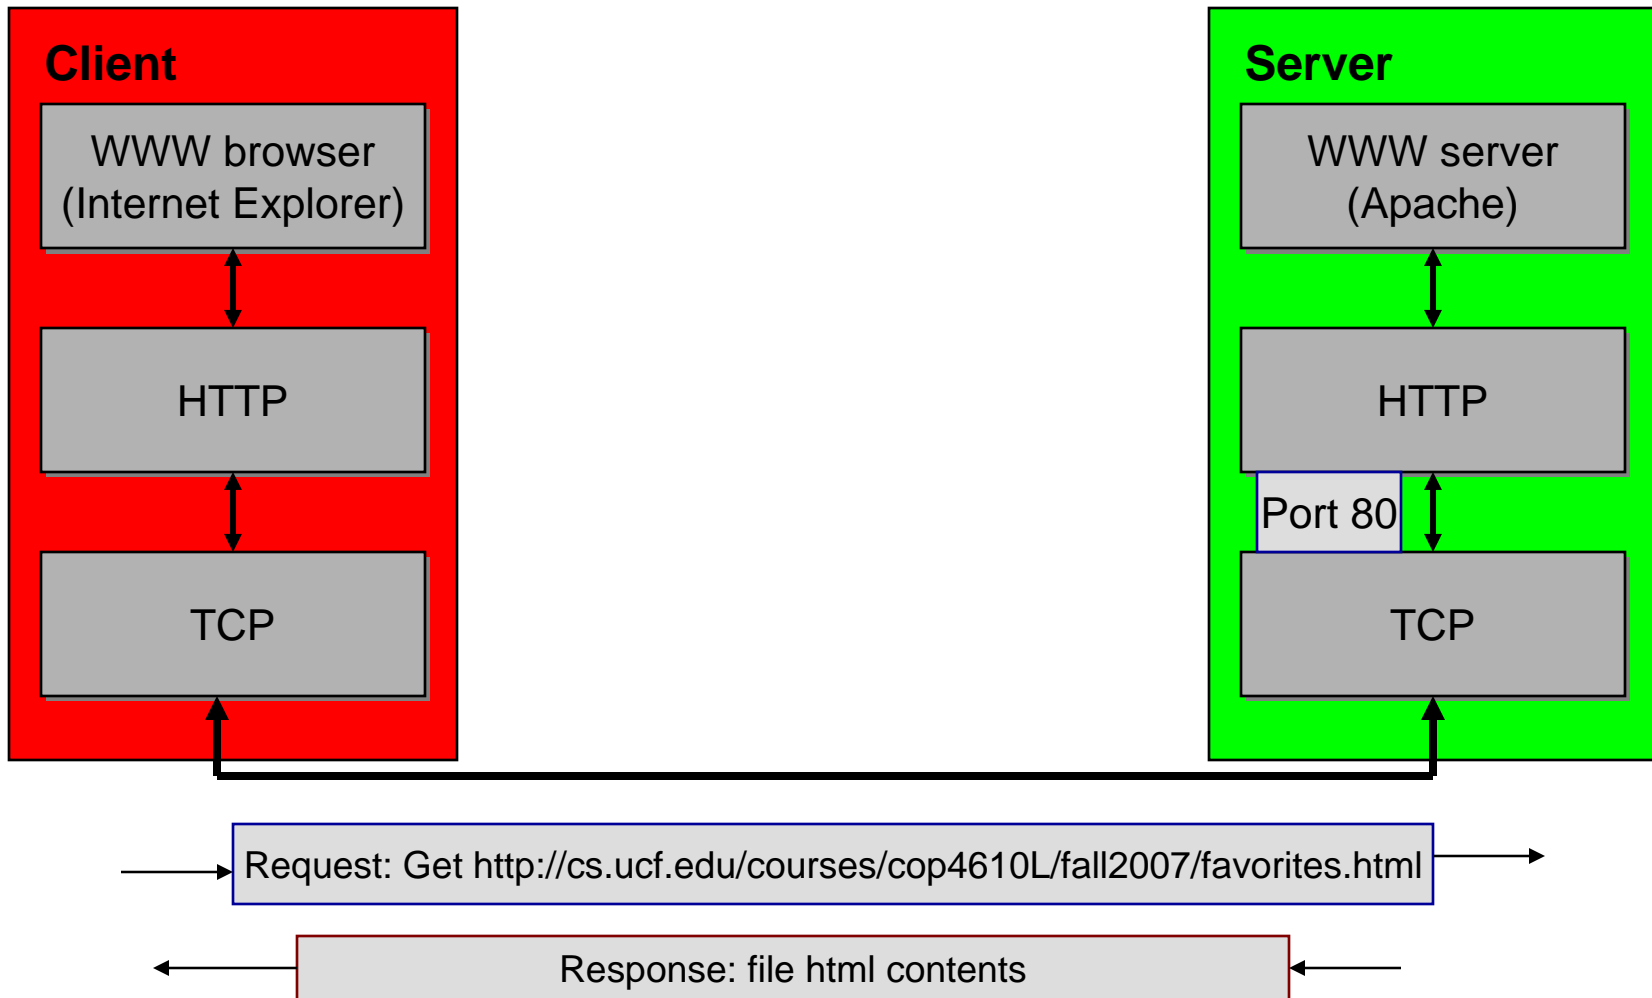 Client
WWW browser
(Internet Explorer)
HTTP
TCP
Server
WWW server
(Apache)
HTTP
Port 80
TCP
Request: Get http://cs.ucf.edu/courses/cop4610L/fall2007/favorites.html
Response: file html contents